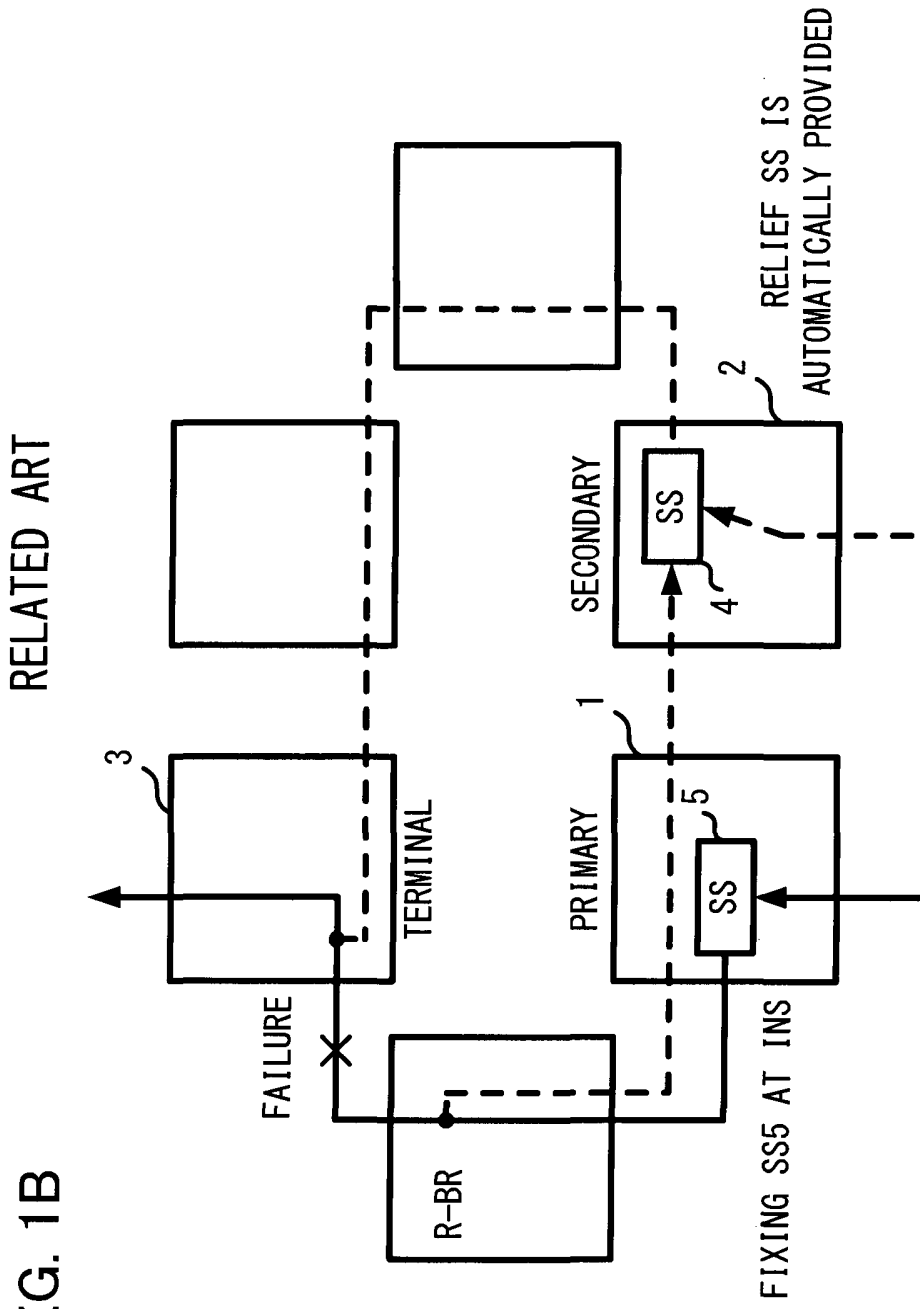 G. 1B
RELATED ART
3
FAILURE
TERMINAL
R-BR
PRIMARY
1
SECONDARY
2
SS
4
5
SS
RELIEF SS IS
AUTOMATICALLY PROVIDED
FIXING SS5 AT INS